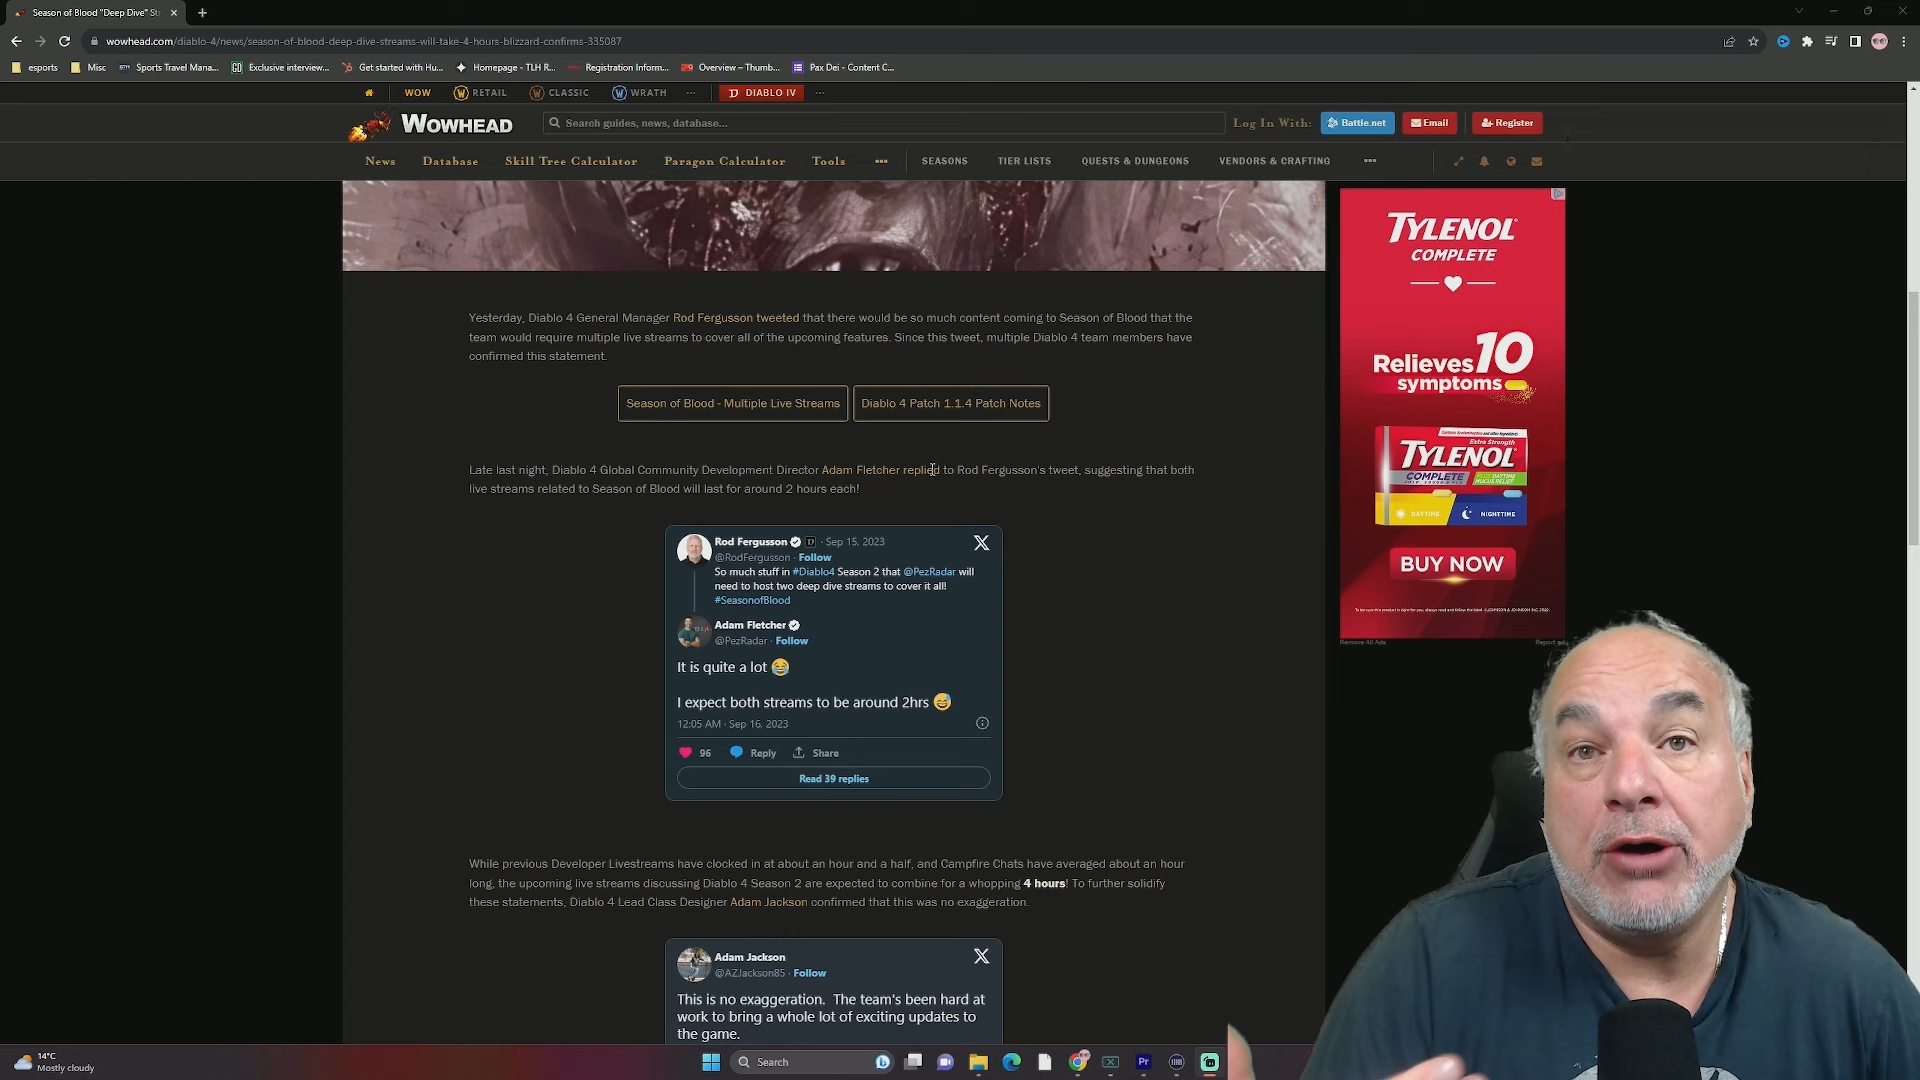 Season of Blood "Deep Dive" St
wowhead.com/diablo-4/news/season-of-blood-deep-dive-streams-will-take-4-hours-blizzard-confirms-335087
esports Misc Sports Travel Mana... Exclusive interview... Get started with Hu... Homepage - TLH R... Registration Inform... Overview – Thumb... Pax Dei - Content C...
WOW RETAIL CLASSIC WRATH ... DIABLO IV ...
WOWHEAD Search guides, news, database... Log In With: Battle.net Email Register
News Database Skill Tree Calculator Paragon Calculator Tools SEASONS TIER LISTS QUESTS & DUNGEONS VENDORS & CRAFTING
Yesterday, Diablo 4 General Manager Rod Fergusson tweeted that there would be so much content coming to Season of Blood that the
team would require multiple live streams to cover all of the upcoming features. Since this tweet, multiple Diablo 4 team members have
confirmed this statement.
Season of Blood - Multiple Live Streams Diablo 4 Patch 1.1.4 Patch Notes
Late last night, Diablo 4 Global Community Development Director Adam Fletcher replied to Rod Fergusson's tweet, suggesting that both
live streams related to Season of Blood will last for around 2 hours each!
Rod Fergusson · Sep 15, 2023
@RodFergusson · Follow
So much stuff in #Diablo4 Season 2 that @PezRadar will
need to host two deep dive streams to cover it all!
#SeasonofBlood
Adam Fletcher
@PezRadar · Follow
It is quite a lot 😂
I expect both streams to be around 2hrs 😅
12:05 AM · Sep 16, 2023
96 Reply Share
Read 39 replies
While previous Developer Livestreams have clocked in at about an hour and a half, and Campfire Chats have averaged about an hour
long, the upcoming live streams discussing Diablo 4 Season 2 are expected to combine for a whopping 4 hours! To further solidify
these statements, Diablo 4 Lead Class Designer Adam Jackson confirmed that this was no exaggeration.
Adam Jackson
@AZJackson85 · Follow
This is no exaggeration. The team's been hard at
work to bring a whole lot of exciting updates to
the game.
TYLENOL
COMPLETE
Relieves 10
symptoms
TYLENOL
Extra Strength
COMPLETE
DAYTIME NIGHTTIME
BUY NOW
Remove All Ads Report ad
14°C
Mostly cloudy
Search